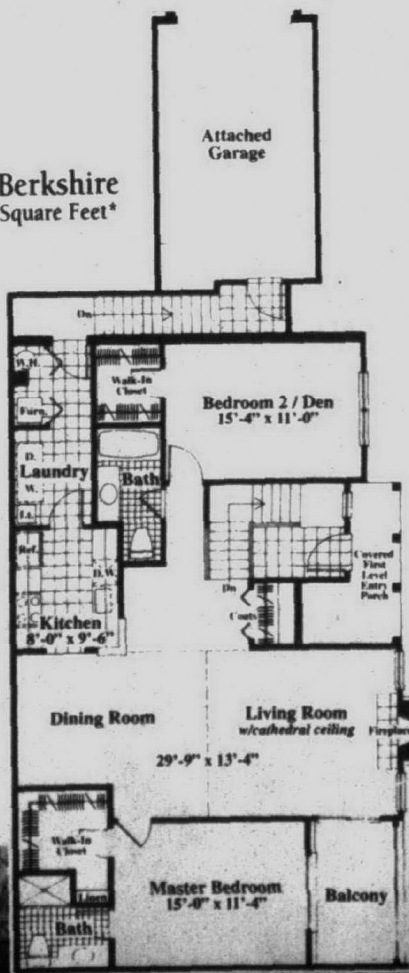 Attached
Garage
Berkshire
Square Feet*
Dn
W.H.
Walk-In
Closet
Furn.
Bedroom 2 / Den
15'-4" x 11'-0"
D.
Laundry
W.
Bath
L.t.
Ref.
D.W.
Covered
First
Level
Entry
Porch
Dn
Coats
Kitchen
8'-0" x 9'-6"
Dining Room
Living Room
w/cathedral ceiling
Fireplace
29'-9" x 13'-4"
Walk-In
Closet
Linen
Master Bedroom
15'-0" x 11'-4"
Balcony
Bath